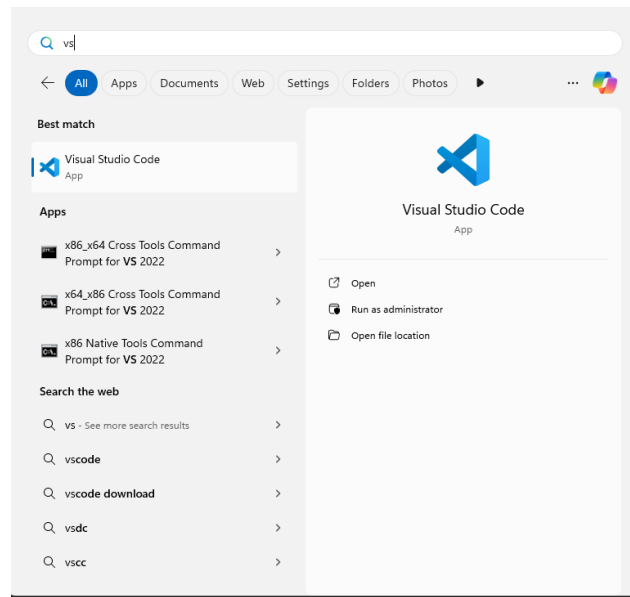 vs
All Apps Documents Web Settings Folders Photos
Best match
Visual Studio Code
App
Apps
x86_x64 Cross Tools Command
Prompt for VS 2022
x64_x86 Cross Tools Command
Prompt for VS 2022
x86 Native Tools Command
Prompt for VS 2022
Search the web
vs - See more search results
vscode
vscode download
vsdc
vscc
Visual Studio Code
App
Open
Run as administrator
Open file location